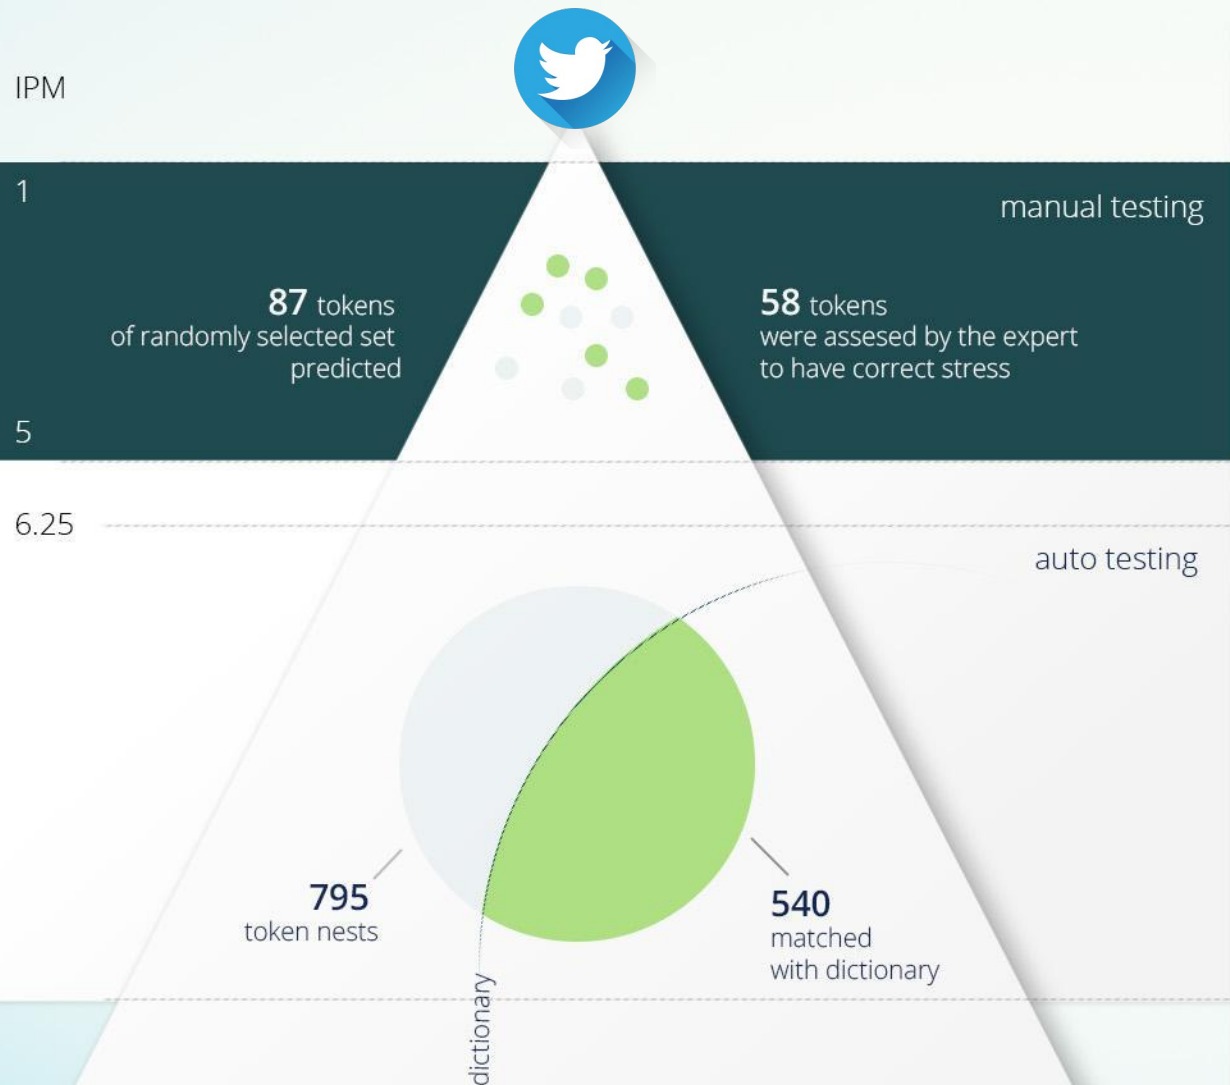 IPM
1
manual testing
87 tokens
of randomly selected set
predicted
58 tokens
were assesed by the expert
to have correct stress
5
6.25
auto testing
795
token nests
540
matched
with dictionary
dictionary